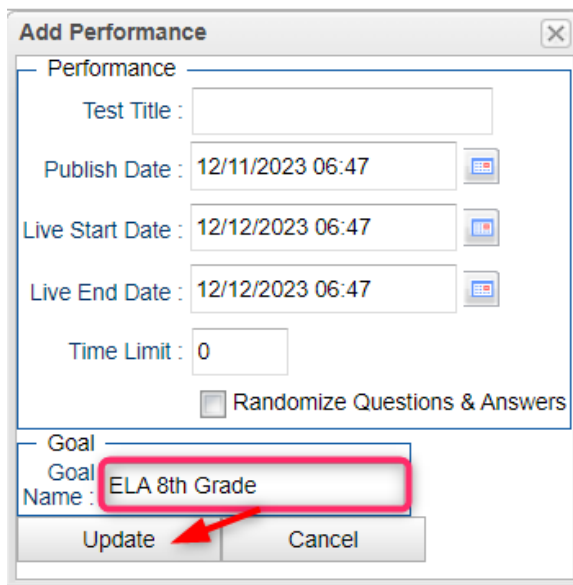 Add Performance
Performance
Test Title :
Publish Date : 12/11/2023 06:47
Live Start Date : 12/12/2023 06:47
Live End Date : 12/12/2023 06:47
Time Limit : 0
Randomize Questions & Answers
Goal
Goal
Name : ELA 8th Grade
Update Cancel